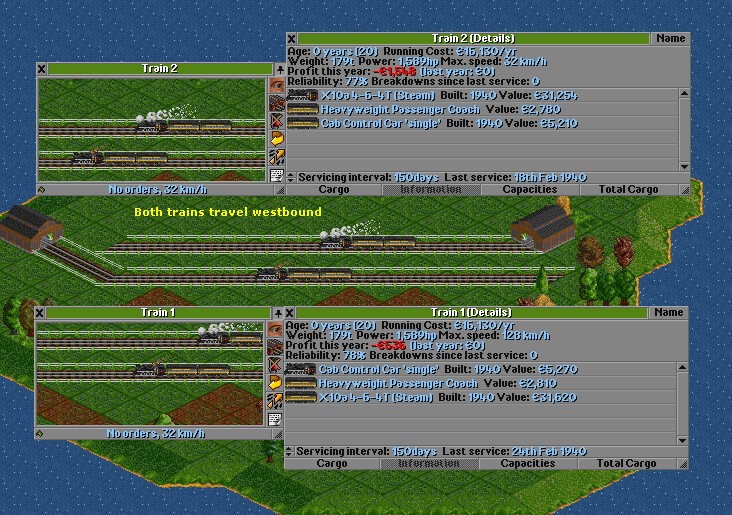 Train 2 (Details)
Name
Age: 0 years (20) Running Cost: €16,130/yr
Weight: 179t Power: 1,589hp Max. speed: 32 km/h
Profit this year: -€1,548 (last year: €0)
Reliability: 77% Breakdowns since last service: 0
X10a 4-6-4T (Steam) Built: 1940 Value: €31,254
Heavyweight Passenger Coach Value: €2,780
Cab Control Car 'single' Built: 1940 Value: €5,210
Servicing interval: 150days Last service: 18th Feb 1940
Cargo
Information
Capacities
Total Cargo
Train 2
No orders, 32 km/h
Both trains travel westbound
Train 1
No orders, 32 km/h
Train 1 (Details)
Name
Age: 0 years (20) Running Cost: €16,130/yr
Weight: 179t Power: 1,589hp Max. speed: 128 km/h
Profit this year: -€535 (last year: €0)
Reliability: 78% Breakdowns since last service: 0
Cab Control Car 'single' Built: 1940 Value: €5,270
Heavyweight Passenger Coach Value: €2,810
X10a 4-6-4T (Steam) Built: 1940 Value: €31,620
Servicing interval: 150days Last service: 24th Feb 1940
Cargo
Information
Capacities
Total Cargo